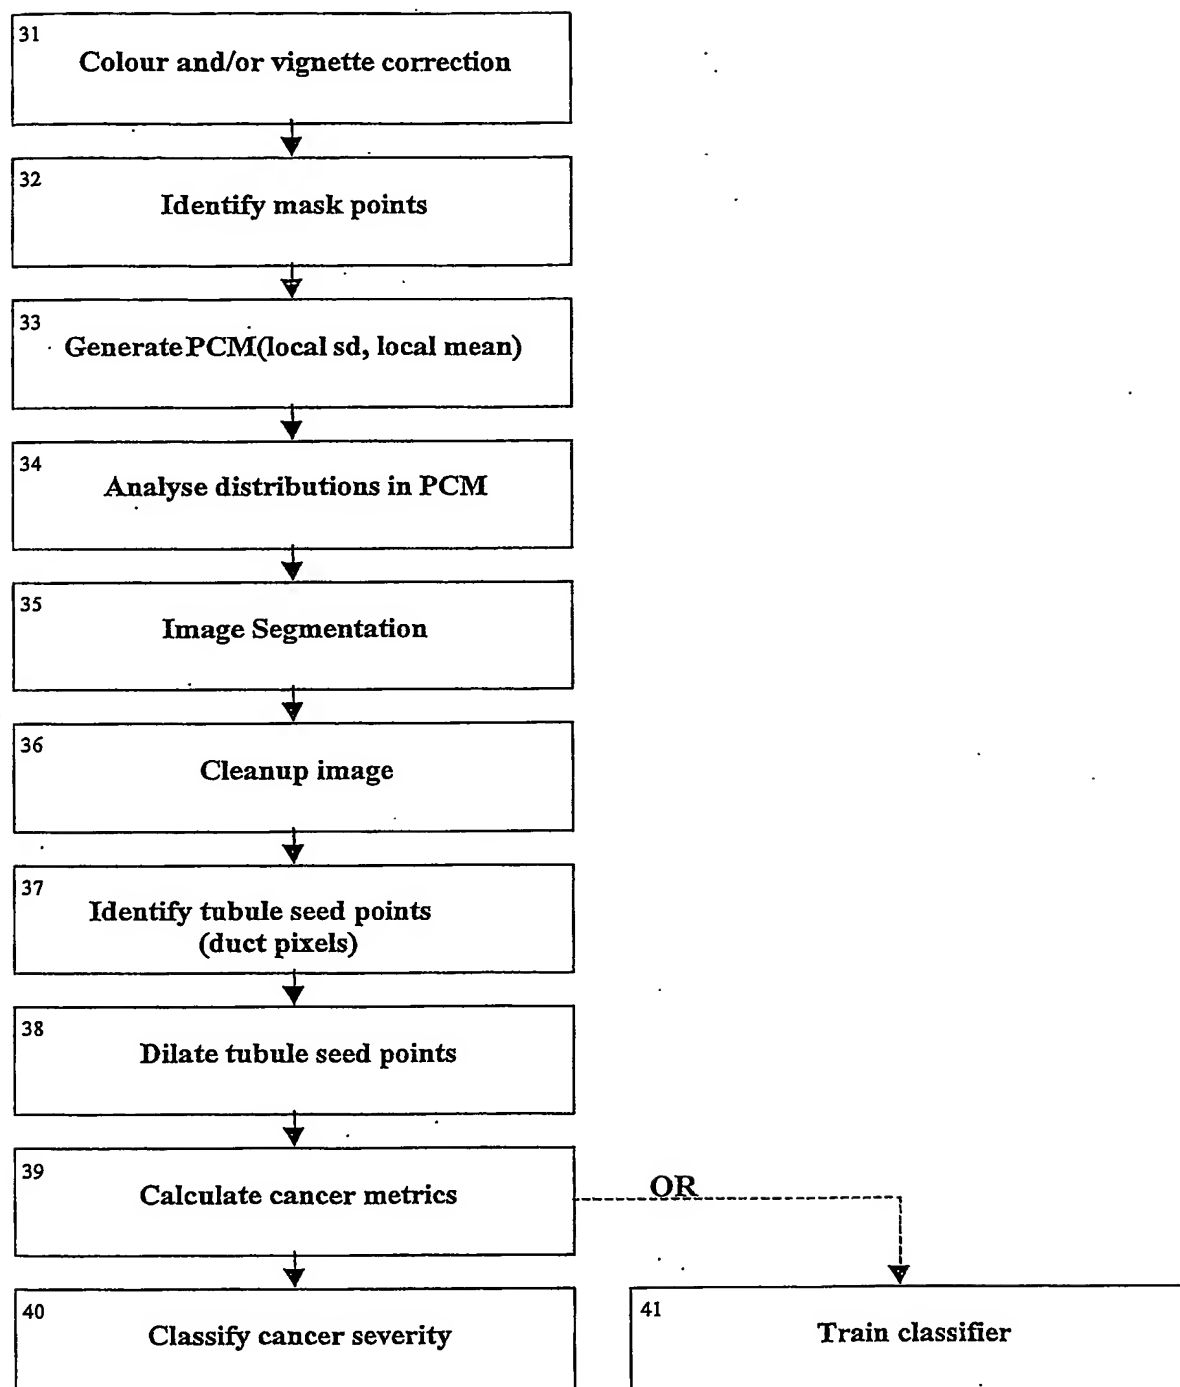 31
Colour and/or vignette correction
32
Identify mask points
33
Generate PCM(local sd, local mean)
34
Analyse distributions in PCM
35
Image Segmentation
36
Cleanup image
37
Identify tubule seed points
(duct pixels)
38
Dilate tubule seed points
39
Calculate cancer metrics
OR
40
Classify cancer severity
41
Train classifier